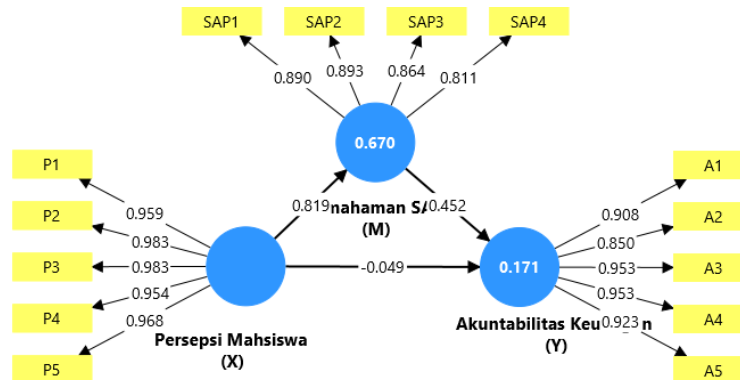 SAP1 SAP2 SAP3 SAP4
0.890 0.893 0.864 0.811
0.670
P1
P2
P3
P4
P5
0.959
0.983
0.983
0.954
0.968
0.819
0.452
(M)
-0.049
Persepsi Mahsiswa
(X)
0.171
Akuntabilitas
(Y)
0.908
0.850
0.953
0.953
0.923
A1
A2
A3
A4
A5